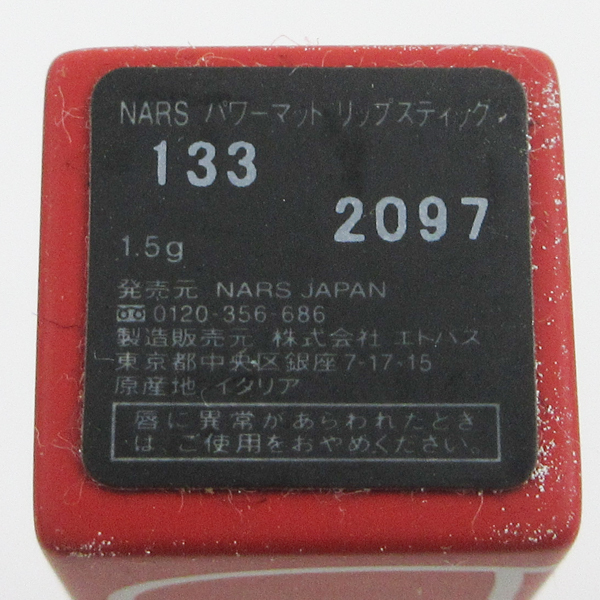 NARS パワーマット リップスティック
133
2097
1.5g
発売元 NARS JAPAN
0120-356-686
製造販売元 株式会社 エトバス
東京都中央区銀座7-17-15
原産地 イタリア
唇に異常があらわれたとき
は、ご使用をおやめください。